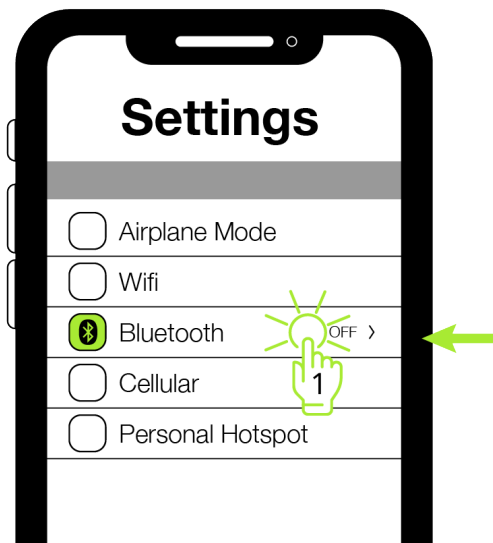 Settings
Airplane Mode
Wifi
Bluetooth OFF >
Cellular
1
Personal Hotspot